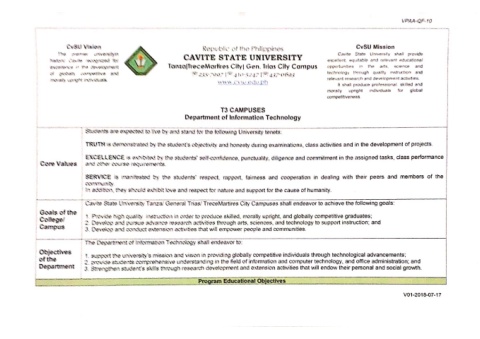 VPAA-QF-10
CvSU Vision
The premier university in
historic Cavite recognized for
excellence in the development
of globally competitive and
morally upright individuals.
Republic of the Philippines
CAVITE STATE UNIVERSITY
Tanza(TreceMartires City) Gen. Trias City Campus
www.cvsu.edu.ph
CvSU Mission
Cavite State University shall provide
excellent, equitable and relevant educational
opportunities in the arts, science and
technology through quality instruction and
relevant research and development activities.
It shall produce professional, skilled and
morally upright individuals for global
competitiveness.
T3 CAMPUSES
Department of Information Technology
Students are expected to live by and stand for the following University tenets:
TRUTH is demonstrated by the student's objectivity and honesty during examinations, class activities and in the development of projects.
Core Values
EXCELLENCE is exhibited by the students' self-confidence, punctuality, diligence and commitment in the assigned tasks, class performance
and other course requirements.
SERVICE is manifested by the students' respect, rapport, fairness and cooperation in dealing with their peers and members of the
community.
In addition, they should exhibit love and respect for nature and support for the cause of humanity.
Goals of the
College/
Campus
Cavite State University Tanza/ General Trias/ TreceMartires City Campuses shall endeavor to achieve the following goals:
1. Provide high quality instruction in order to produce skilled, morally upright, and globally competitive graduates;
2. Develop and pursue advance research activities through arts, sciences, and technology to support instruction; and
3. Develop and conduct extension activities that will empower people and communities.
Objectives
of the
Department
The Department of Information Technology shall endeavor to:
1. support the university's mission and vision in providing globally competitive individuals through technological advancements;
2. provide students comprehensive understanding in the field of information and computer technology, and office administration; and
3. Strengthen student's skills through research development and extension activities that will endow their personal and social growth.
Program Educational Objectives
V01-2018-07-17